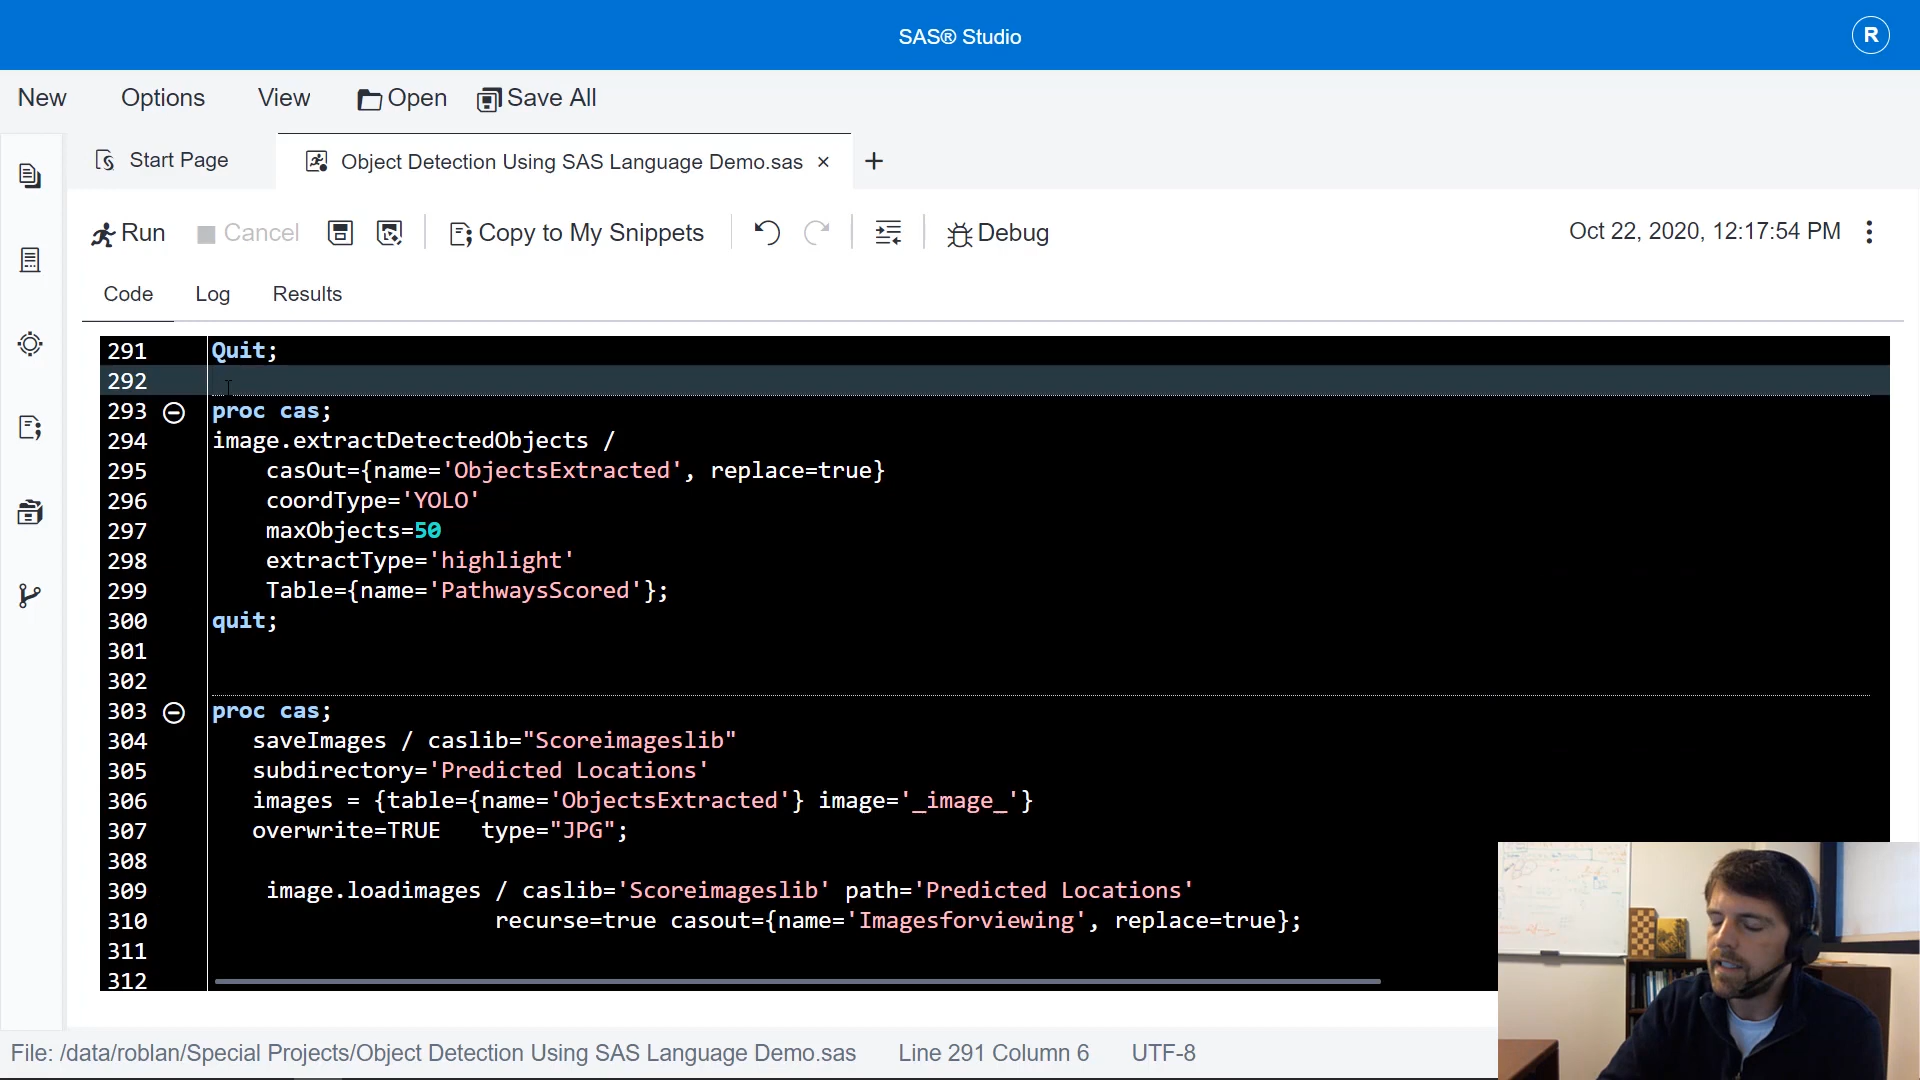 SAS® Studio
R
New Options View Open Save All
Start Page Object Detection Using SAS Language Demo.sas × +
Run Cancel Copy to My Snippets Debug Oct 22, 2020, 12:17:54 PM
Code Log Results
291 Quit;
292
293 proc cas;
294 image.extractDetectedObjects /
295 casOut={name='ObjectsExtracted', replace=true}
296 coordType='YOLO'
297 maxObjects=50
298 extractType='highlight'
299 Table={name='PathwaysScored'};
300 quit;
301
302
303 proc cas;
304 saveImages / caslib="Scoreimageslib"
305 subdirectory='Predicted Locations'
306 images = {table={name='ObjectsExtracted'} image='_image_'}
307 overwrite=TRUE type="JPG";
308
309 image.loadimages / caslib='Scoreimageslib' path='Predicted Locations'
310 recurse=true casout={name='Imagesforviewing', replace=true};
311
312
File: /data/roblan/Special Projects/Object Detection Using SAS Language Demo.sas Line 291 Column 6 UTF-8